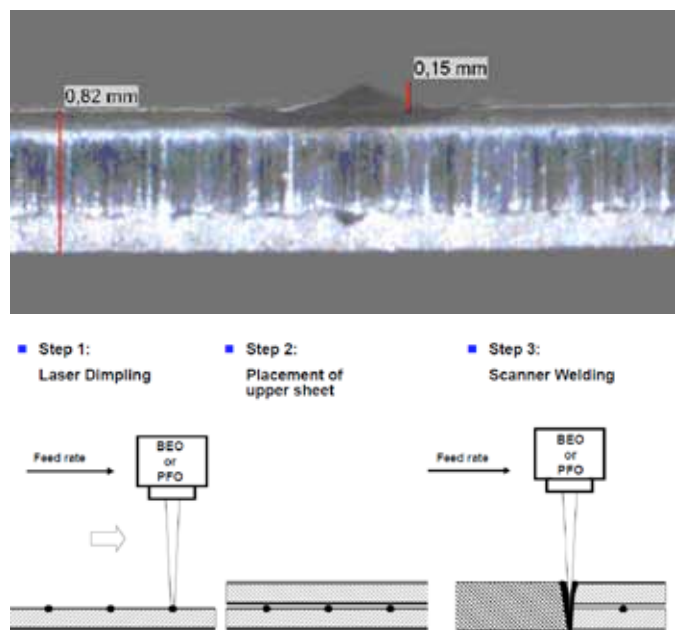 0,82 mm
0,15 mm
Step 1:
Laser Dimpling
Step 2:
Placement of
upper sheet
Step 3:
Scanner Welding
Feed rate
BEO
or
PFO
Feed rate
BEO
or
PFO